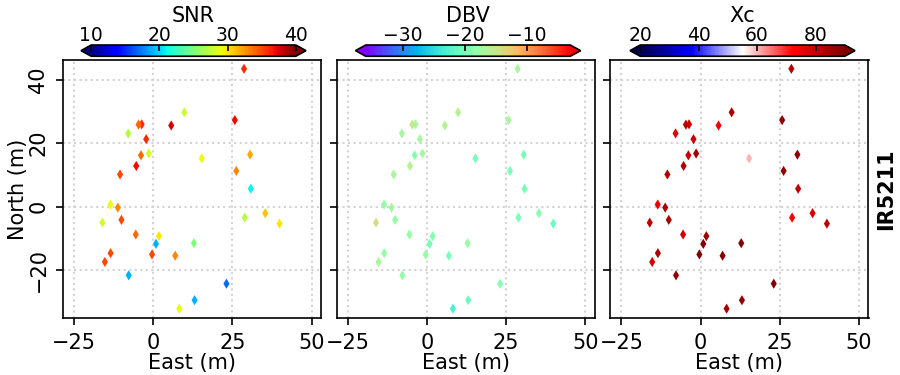 SNR DBV Xc
10 20 30 40 −30 −20 −10 20 40 60 80
40
20
0
−20
North (m)
IR5211
−25 0 25 50 −25 0 25 50 −25 0 25 50
East (m) East (m) East (m)